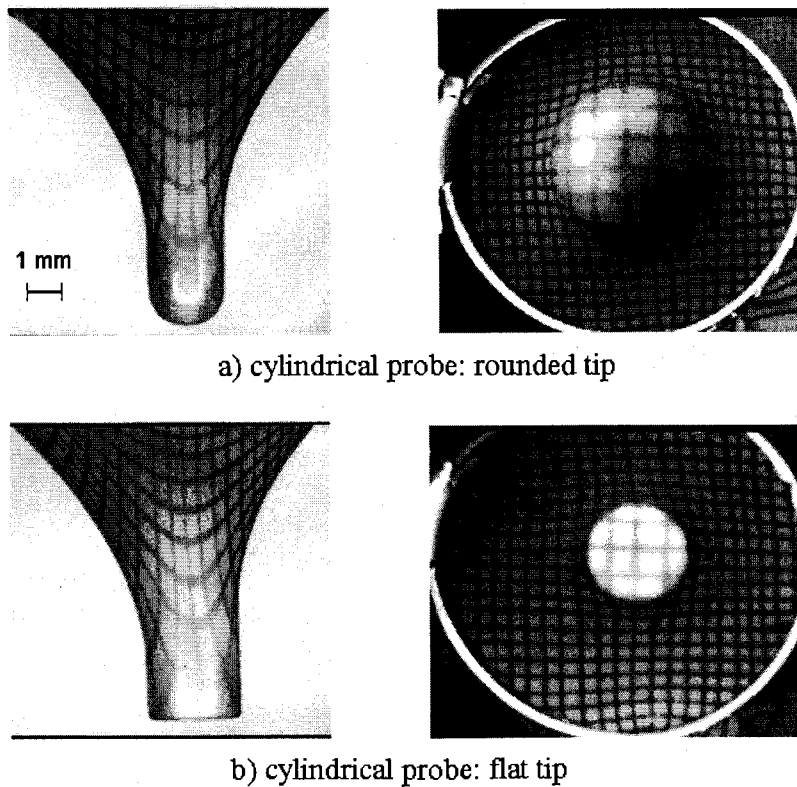 1 mm
a) cylindrical probe: rounded tip
b) cylindrical probe: flat tip